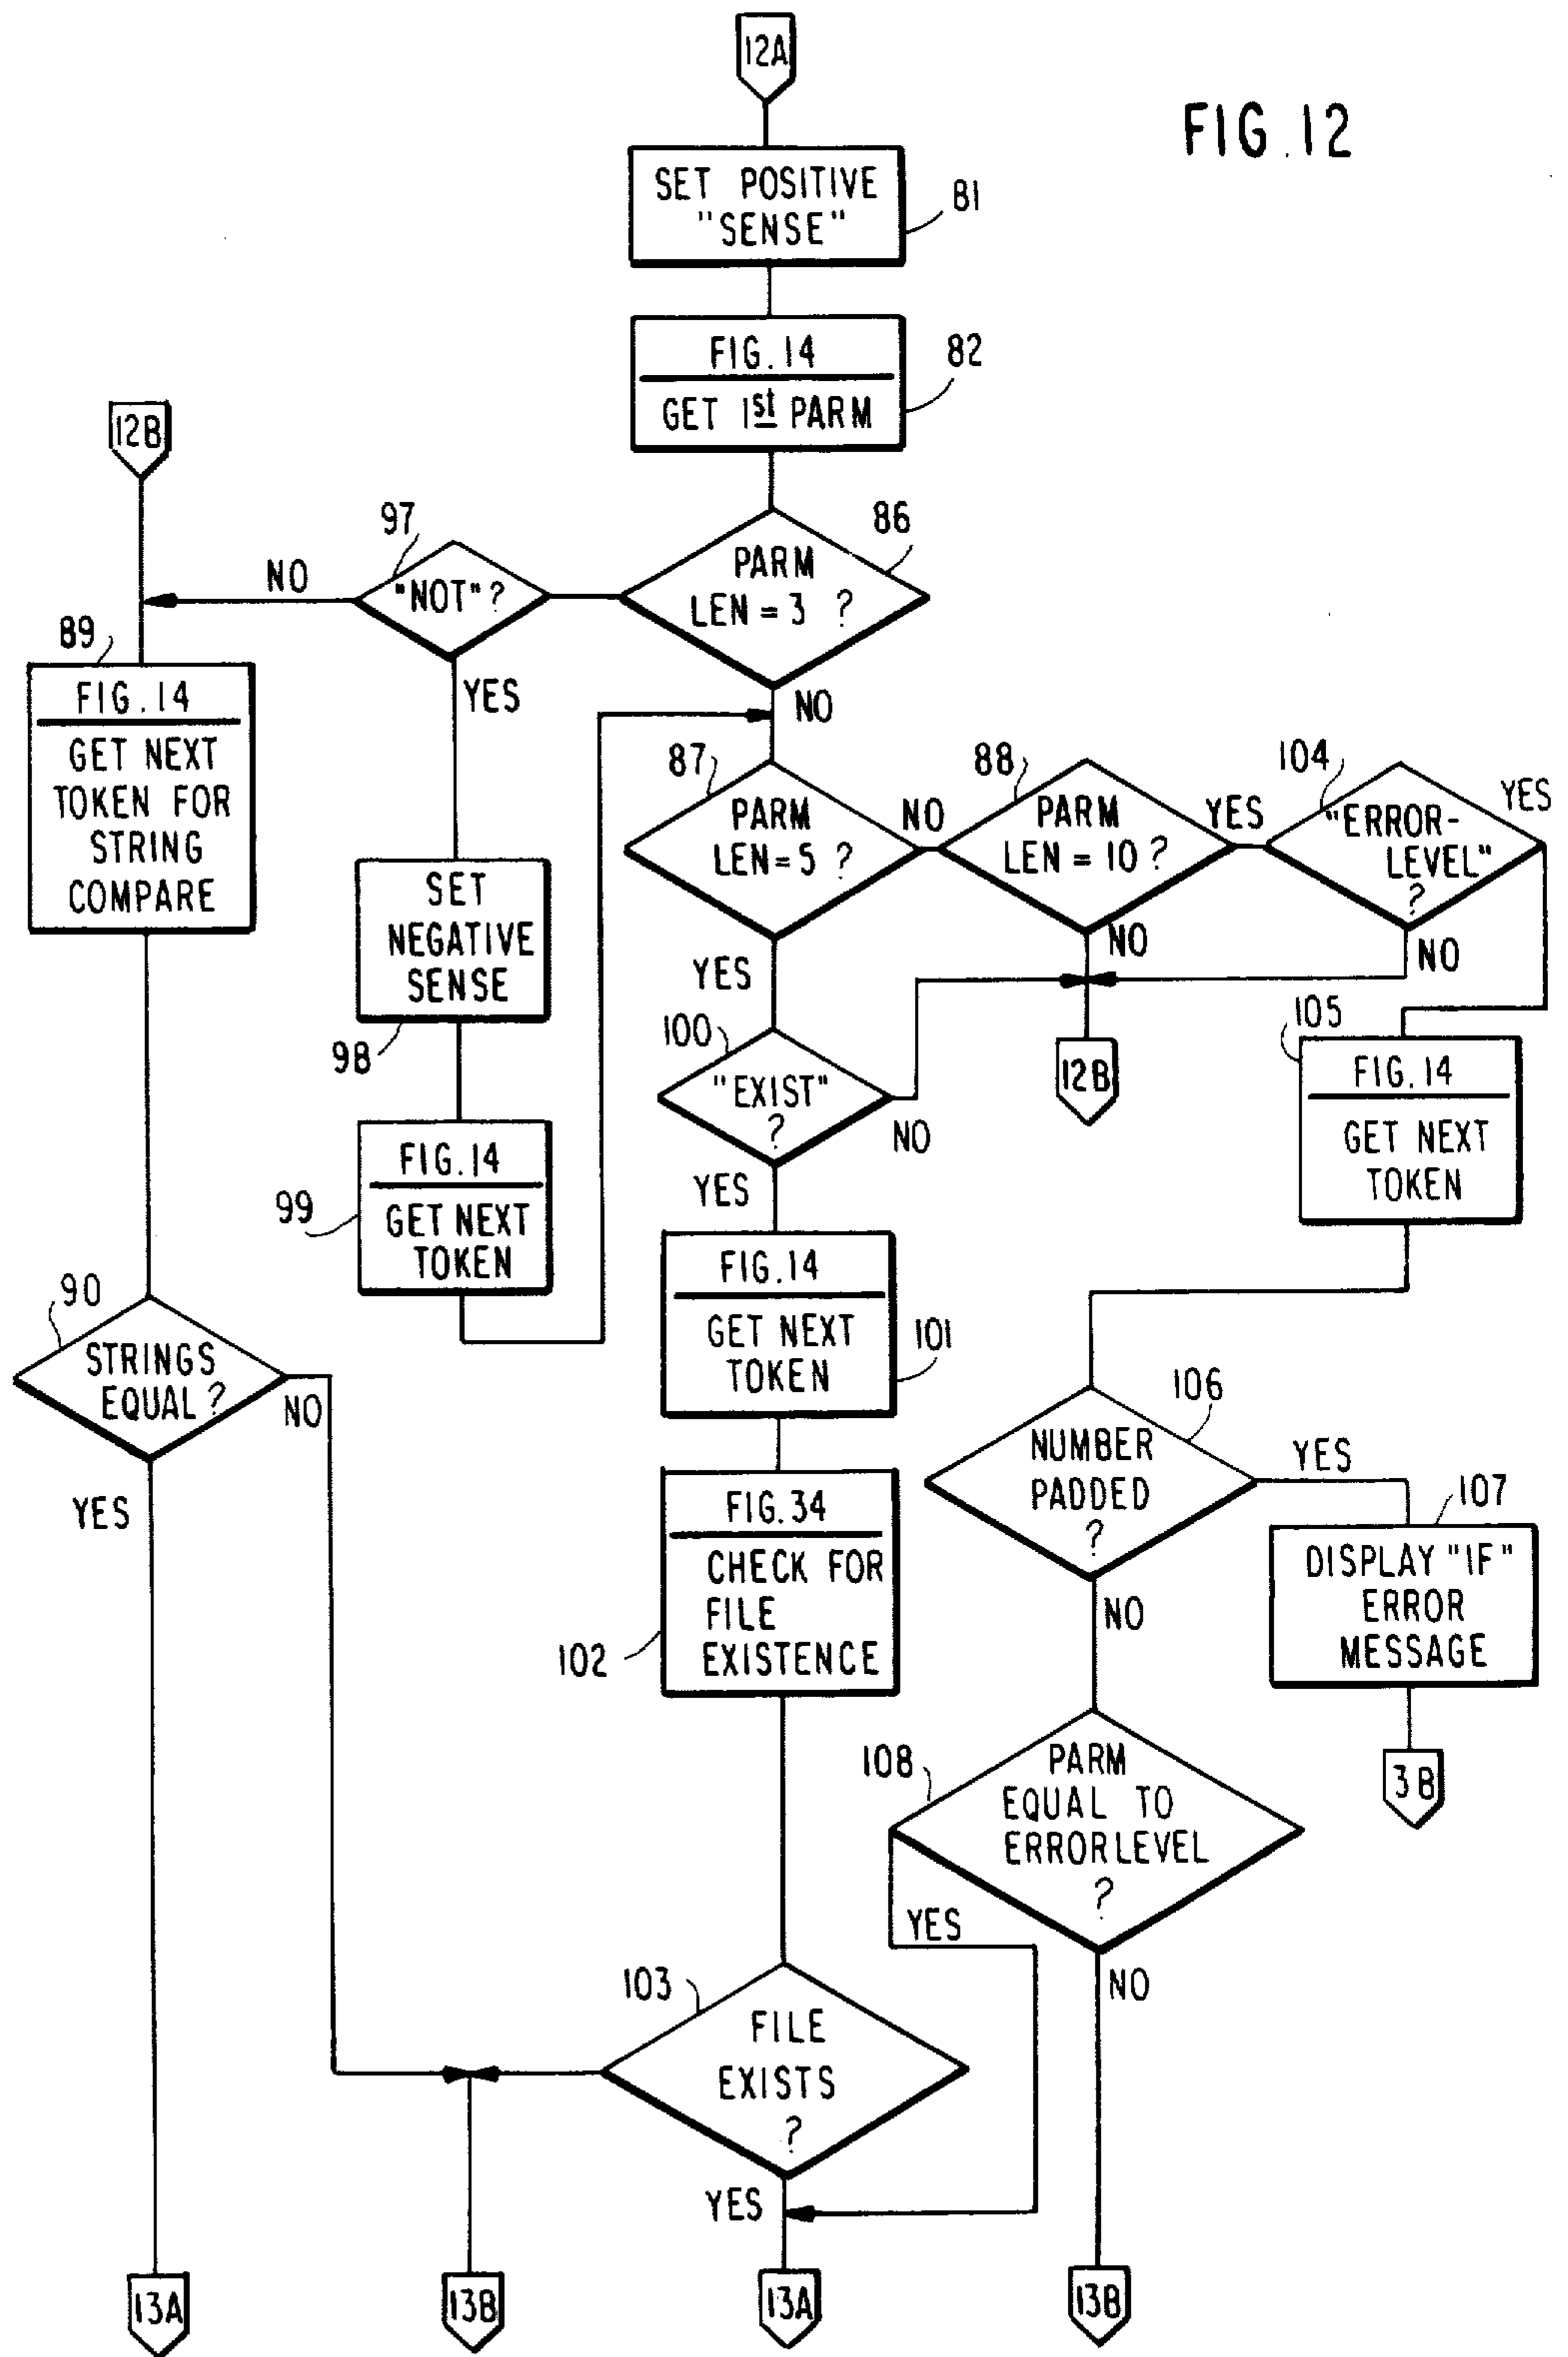 12A
FIG. 12
SET POSITIVE
"SENSE"
81
FIG. 14
GET 1st PARM
82
12B
97
"NOT"?
NO
YES
86
PARM
LEN = 3 ?
NO
89
FIG. 14
GET NEXT
TOKEN FOR
STRING
COMPARE
87
PARM
LEN=5 ?
NO
YES
88
PARM
LEN = 10 ?
YES
NO
104
"ERROR-
LEVEL"
?
YES
NO
SET
NEGATIVE
SENSE
98
100
"EXIST"
?
NO
YES
12B
105
FIG. 14
GET NEXT
TOKEN
99
FIG. 14
GET NEXT
TOKEN
FIG. 14
GET NEXT
TOKEN
101
90
STRINGS
EQUAL ?
NO
YES
106
NUMBER
PADDED
?
YES
NO
107
DISPLAY "IF"
ERROR
MESSAGE
3B
FIG. 34
CHECK FOR
FILE
EXISTENCE
102
108
PARM
EQUAL TO
ERRORLEVEL
?
YES
NO
103
FILE
EXISTS
?
YES
13A
13B
13A
13B